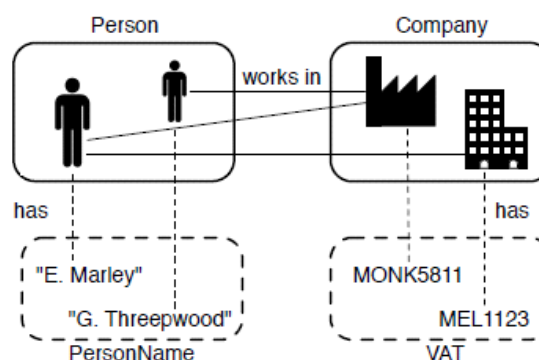 Person
Company
works in
has
has
"E. Marley"
MONK5811
"G. Threepwood"
MEL1123
PersonName
VAT